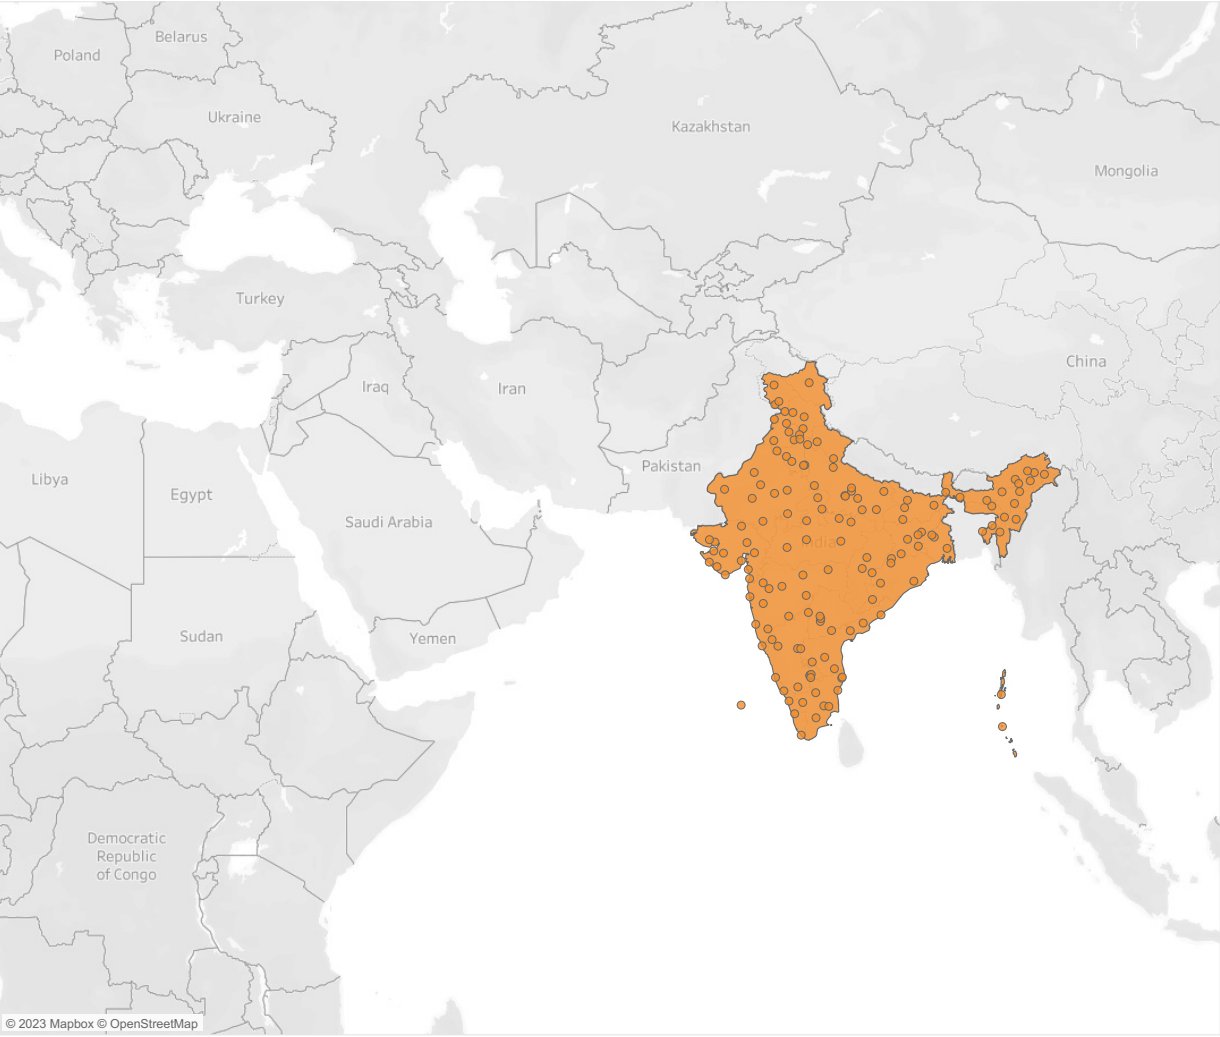 Belarus
Poland
Ukraine
Kazakhstan
Mongolia
Turkey
China
Iraq
Iran
Pakistan
Libya
Egypt
Saudi Arabia
India
Sudan
Yemen
Democratic
Republic
of Congo
© 2023 Mapbox © OpenStreetMap